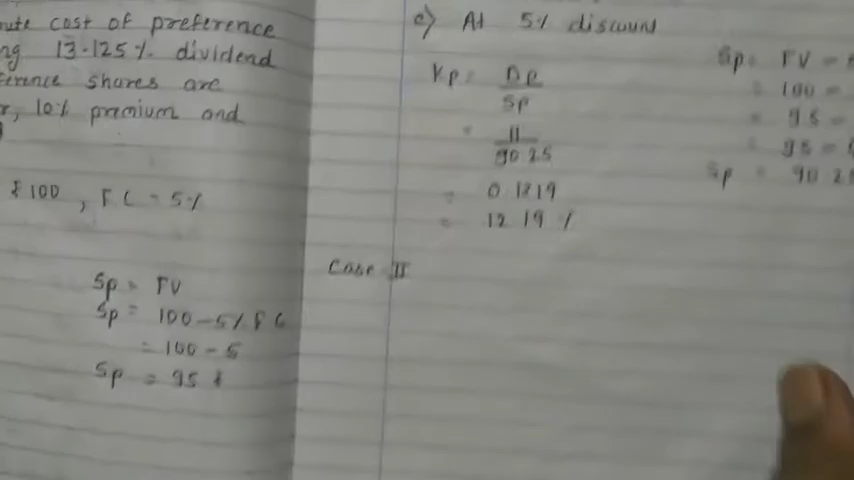 ute cost of preference
ng 13.125 %. dividend
ference shares are
r, 10% premium and
₹100 , FC - 5%
Sp = FV
Sp = 100 - 5% FC
= 100 - 5
Sp = 95 ₹
c) At 5% discount
Kp = Dp
Sp
= 11
90.25
= 0.1219
= 12.19 %
Sp = FV -
= 100 -
= 95 -
= 95 -
Sp = 90.2
Case II